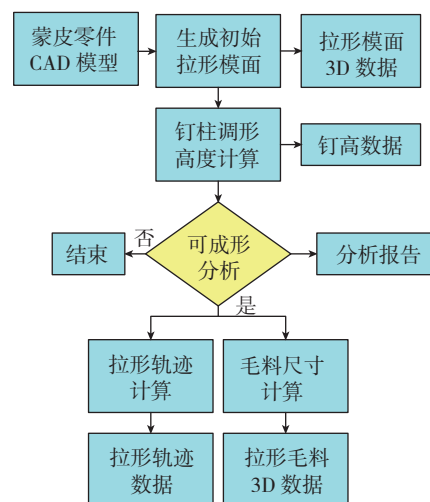 蒙皮零件
CAD 模型
生成初始
拉形模面
拉形模面
3D 数据
钉柱调形
高度计算
钉高数据
否
结束
可成形
分析
分析报告
是
拉形轨迹
计算
毛料尺寸
计算
拉形轨迹
数据
拉形毛料
3D 数据